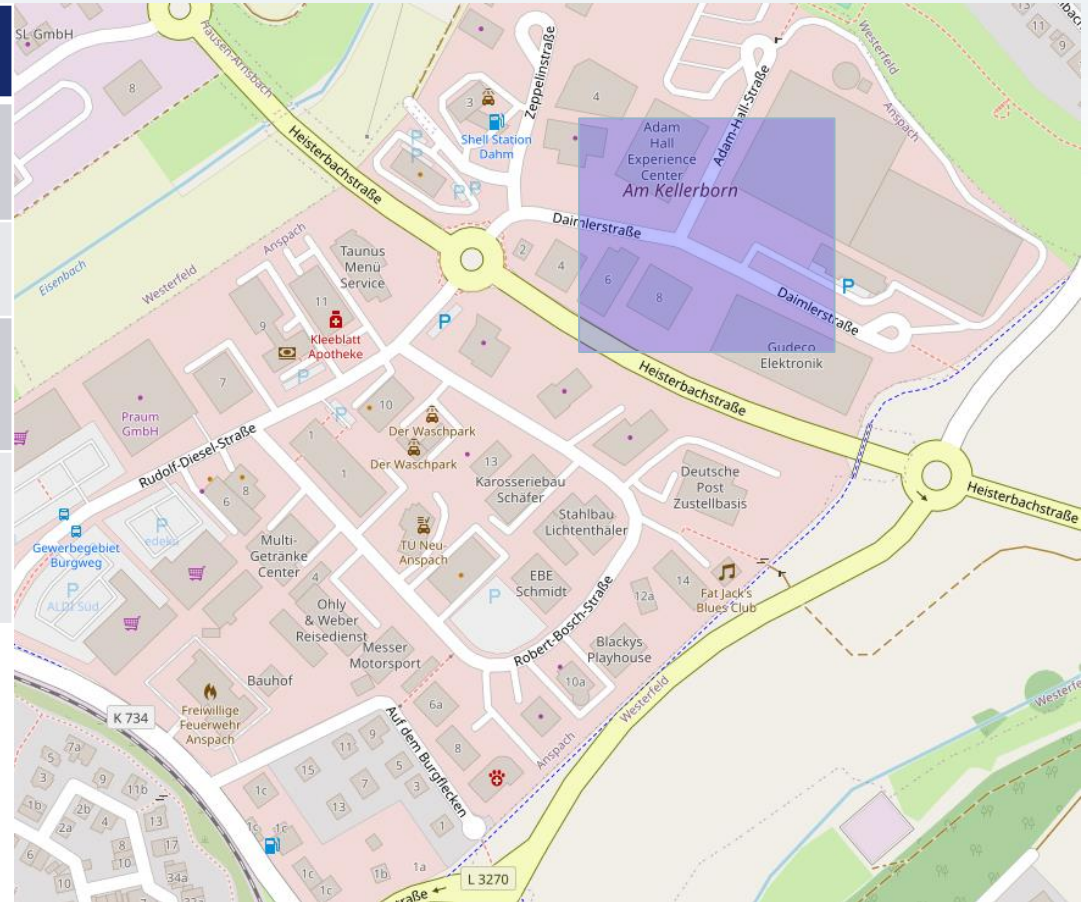 SL GmbH
8
Hausen-Arnsbach
Heisterbachstraße
Eisenbach
Anspach
Westerfeld
3
Shell Station
Dahm
P
P
P P
Zeppelinstraße
4
Adam
Hall
Experience
Center
Am Kellerborn
Adam-Hall-Straße
Westerfeld
Anspach
11
9
Daimlerstraße
2
4
6
8
P
Daimlerstraße
Gudeco
Elektronik
Heisterbachstraße
Heisterbachstraße
Taunus
Menü
Service
11
9
Kleeblatt
Apotheke
P
P
P
7
10
Praum
GmbH
Rudolf-Diesel-Straße
1
1
Der Waschpark
Der Waschpark
13
Karosseriebau
Schäfer
Deutsche
Post
Zustellbasis
Stahlbau
Lichtenthäler
6
8
P
edeka
Gewerbegebiet
Burgweg
P
ALDI Süd
Multi-
Getränke
Center
4
TÜ Neu-
Anspach
P
EBE
Schmidt
12a
14
Fat Jack's
Blues Club
Ohly
& Weber
Reisedienst
Messer
Motorsport
Robert-Bosch-Straße
Blackys
Playhouse
10a
Bauhof
Freiwillige
Feuerwehr
Anspach
6a
8
Auf dem Burgflecken
Westerfeld
Anspach
K 734
11
9
15
7
5
13
3
1
1c
1c
1c
1c
1c
1b
1a
7a
3
9
11b
1b
2b
4
2a
13
6
8
10
17
10
34a
L 3270